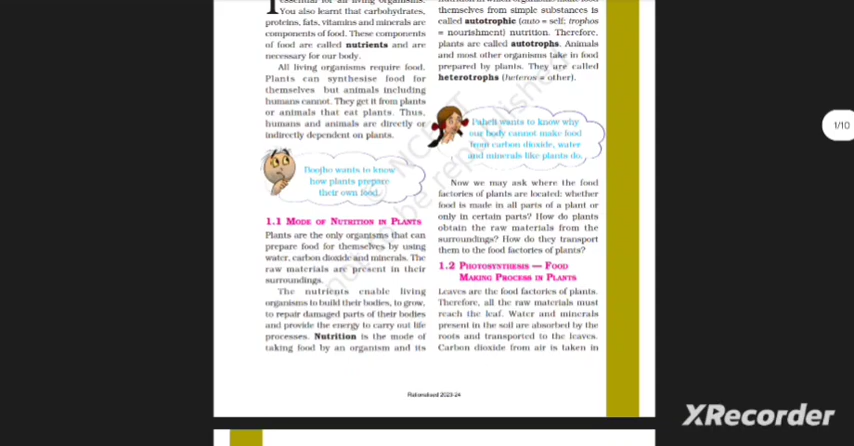 essential for all living organisms.
You also learnt that carbohydrates,
proteins, fats, vitamins and minerals are
components of food. These components
of food are called nutrients and are
necessary for our body.
All living organisms require food.
Plants can synthesise food for
themselves but animals including
humans cannot. They get it from plants
or animals that eat plants. Thus,
humans and animals are directly or
indirectly dependent on plants.
Boojho wants to know
how plants prepare
their own food.
1.1 MODE OF NUTRITION IN PLANTS
Plants are the only organisms that can
prepare food for themselves by using
water, carbon dioxide and minerals. The
raw materials are present in their
surroundings.
The nutrients enable living
organisms to build their bodies, to grow,
to repair damaged parts of their bodies
and provide the energy to carry out life
processes. Nutrition is the mode of
taking food by an organism and its
themselves from simple substances is
called autotrophic (auto = self; trophos
= nourishment) nutrition. Therefore,
plants are called autotrophs. Animals
and most other organisms take in food
prepared by plants. They are called
heterotrophs (heteros = other).
Paheli wants to know why
our body cannot make food
from carbon dioxide, water
and minerals like plants do.
Now we may ask where the food
factories of plants are located: whether
food is made in all parts of a plant or
only in certain parts? How do plants
obtain the raw materials from the
surroundings? How do they transport
them to the food factories of plants?
1.2 PHOTOSYNTHESIS — FOOD
MAKING PROCESS IN PLANTS
Leaves are the food factories of plants.
Therefore, all the raw materials must
reach the leaf. Water and minerals
present in the soil are absorbed by the
roots and transported to the leaves.
Carbon dioxide from air is taken in
Rationalised 2023-24
1/10
XRecorder